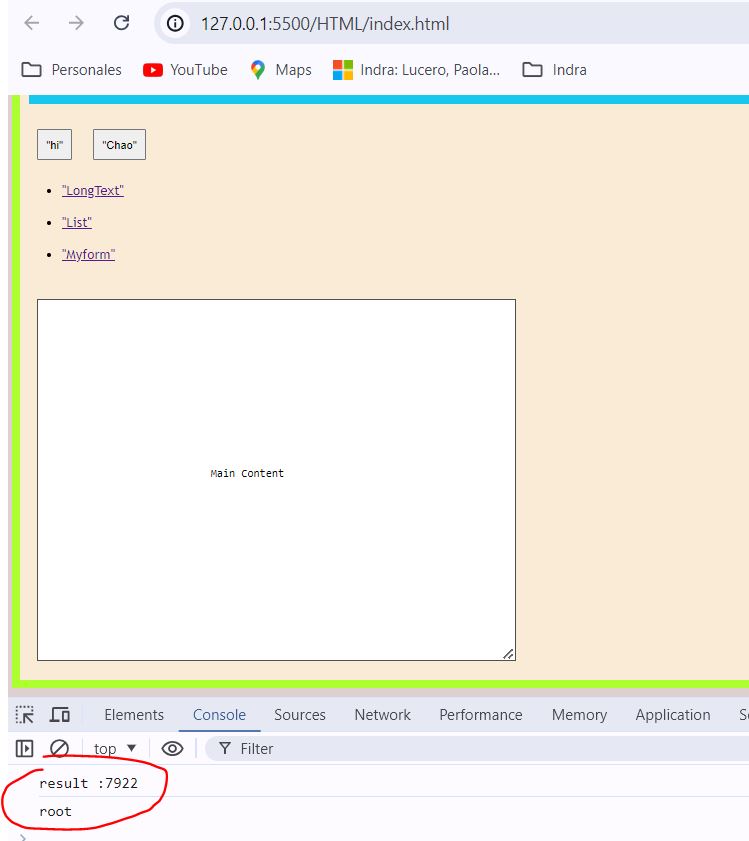 127.0.0.1:5500/HTML/index.html
Personales YouTube Maps Indra: Lucero, Paola... Indra
"hi" "Chao"
"LongText"
"List"
"Myform"
Main Content
Elements Console Sources Network Performance Memory Application S
top Filter
result :7922
root